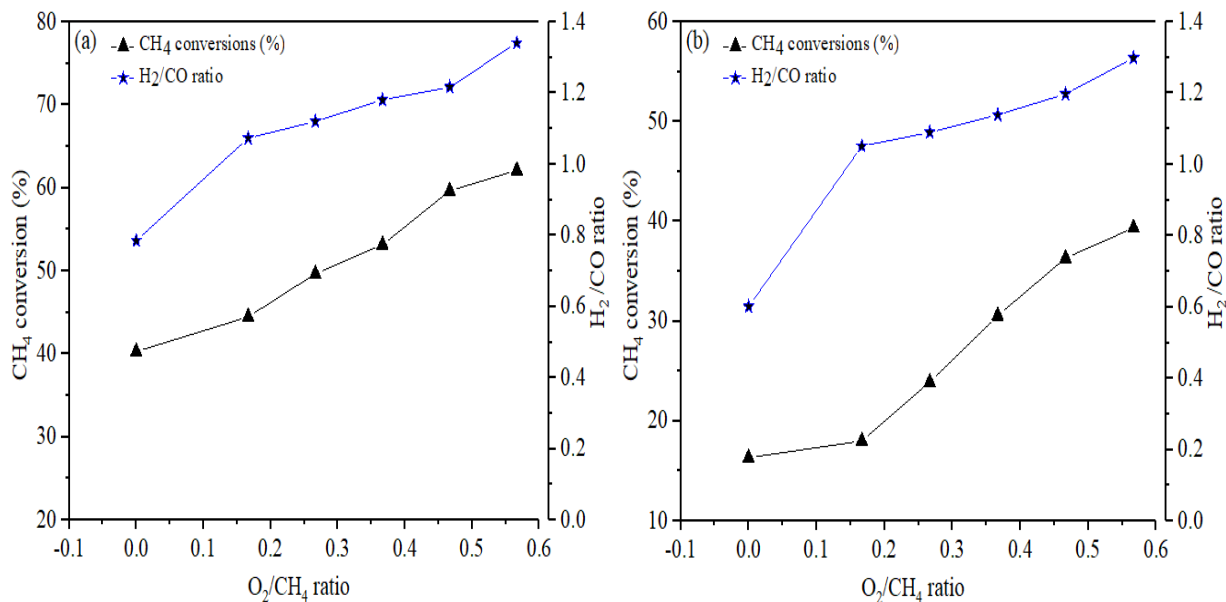 (a)
CH₄ conversions (%)
H₂/CO ratio
80
70
60
50
40
30
20
CH₄ conversion (%)
1.4
1.2
1.0
0.8
0.6
0.4
0.2
0.0
H₂/CO ratio
-0.1 0.0 0.1 0.2 0.3 0.4 0.5 0.6
O₂/CH₄ ratio
(b)
CH₄ conversions (%)
H₂/CO ratio
60
50
40
30
20
10
CH₄ conversion (%)
1.4
1.2
1.0
0.8
0.6
0.4
0.2
0.0
H₂/CO ratio
-0.1 0.0 0.1 0.2 0.3 0.4 0.5 0.6
O₂/CH₄ ratio